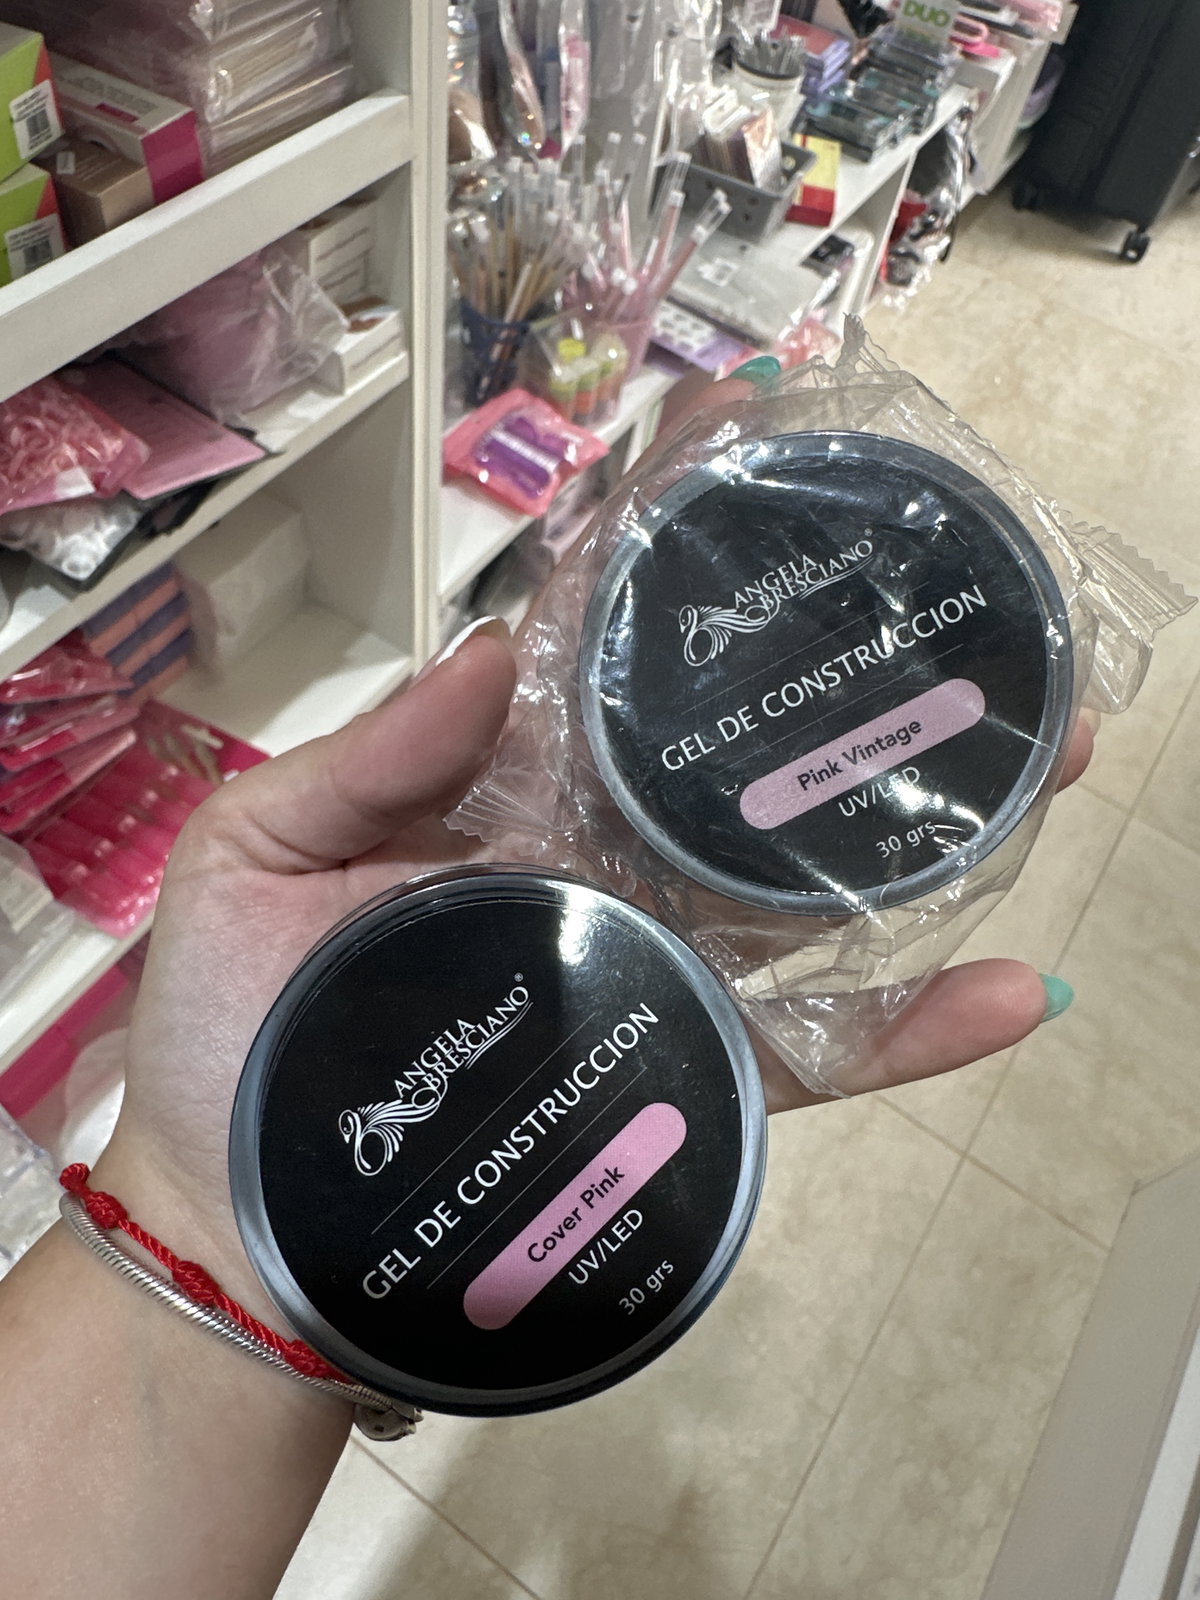 DUO
ANGELA
BRESCIANO®
GEL DE CONSTRUCCION
Pink Vintage
UV/LED
30 grs
ANGELA
BRESCIANO®
GEL DE CONSTRUCCION
Cover Pink
UV/LED
30 grs